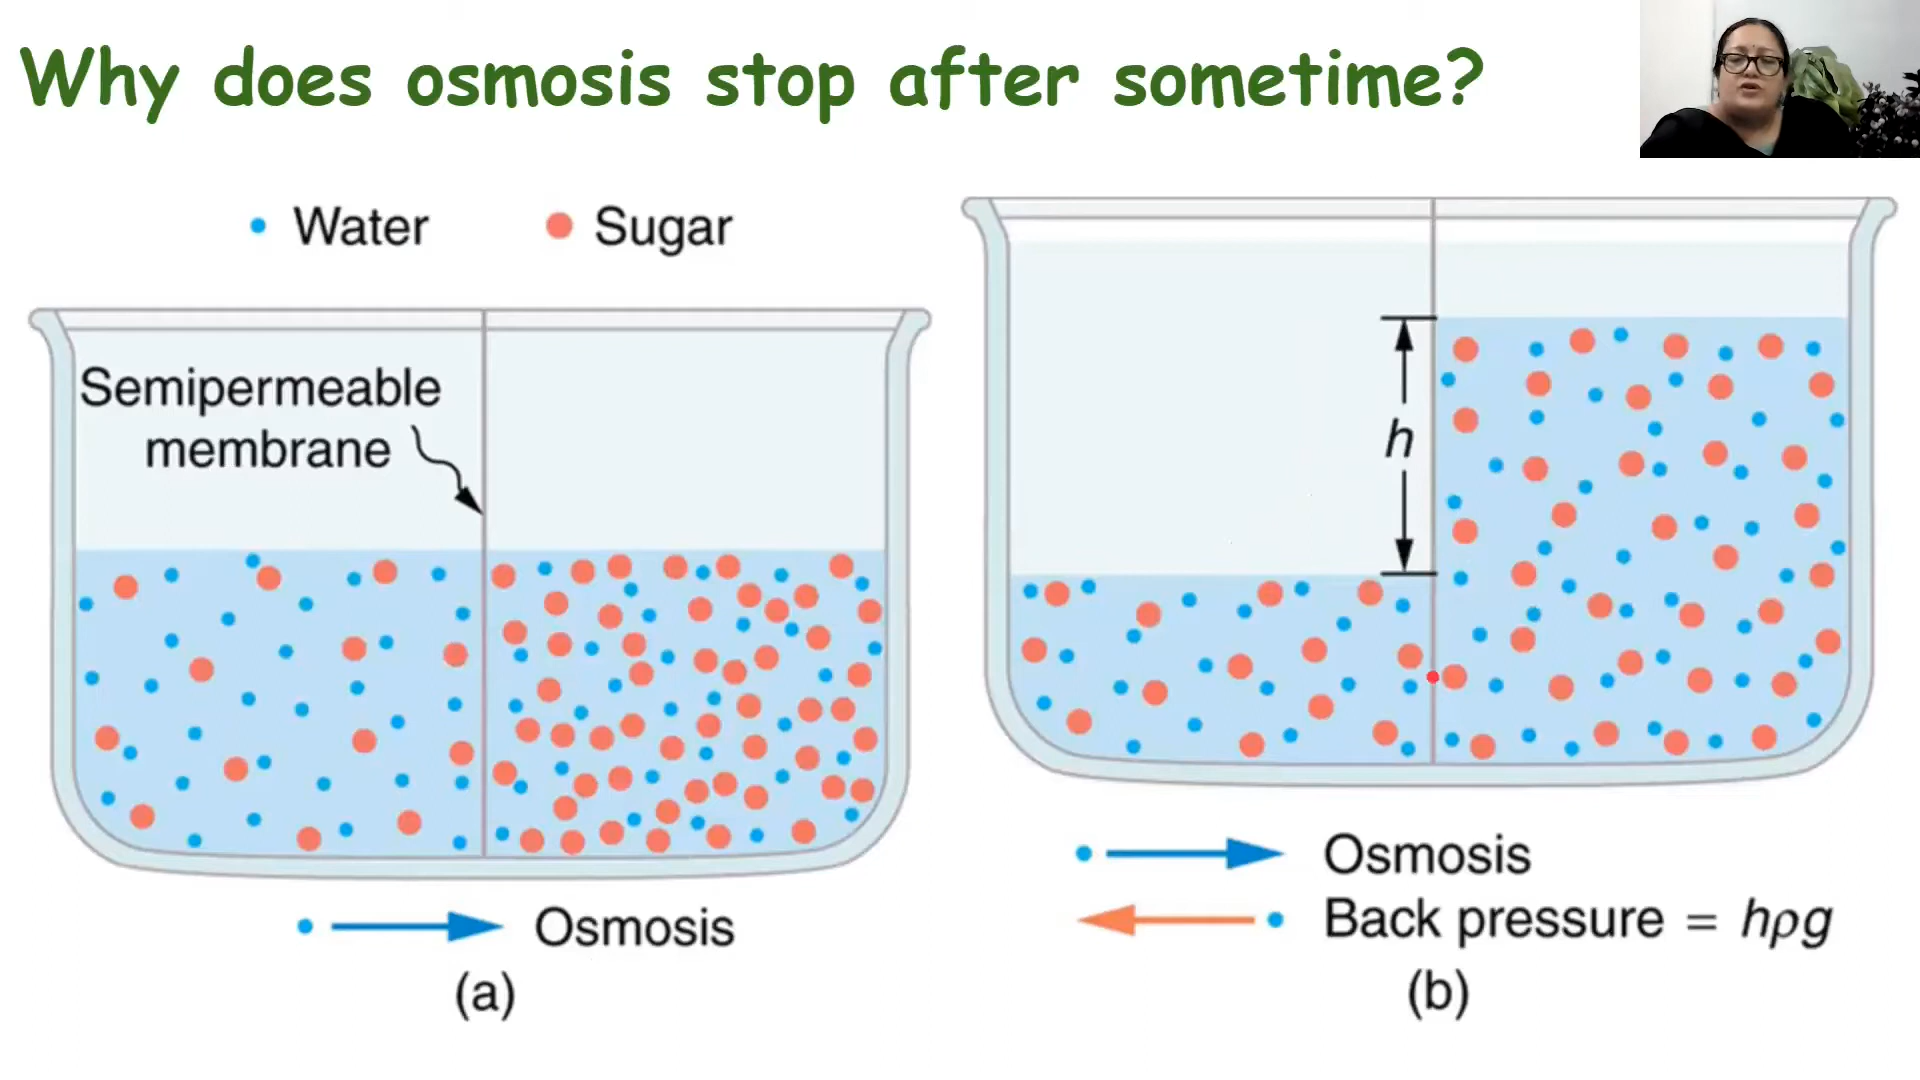 Why does osmosis stop after sometime?
Water
Sugar
Semipermeable
membrane
Osmosis
(a)
h
Osmosis
Back pressure = hρg
(b)